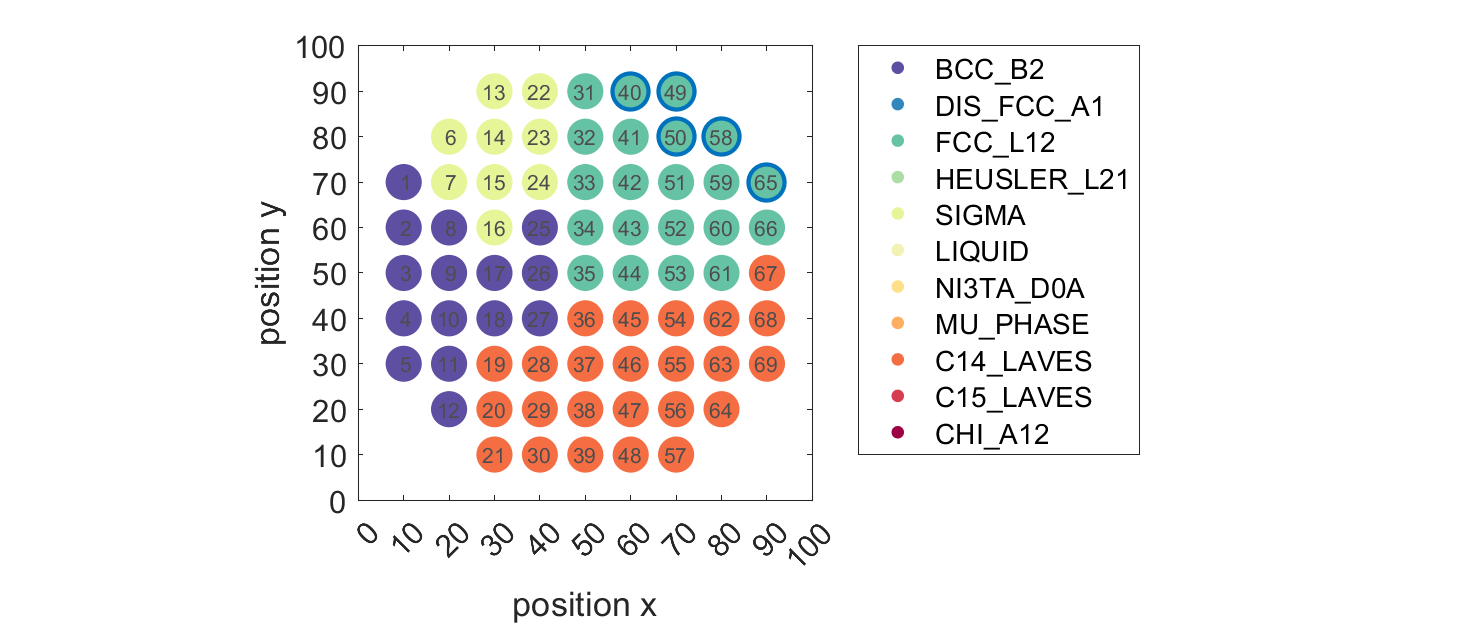 100
90
80
70
60
50
40
30
20
10
0
position y
13 22 31 40 49
6 14 23 32 41 50 58
1 7 15 24 33 42 51 59 65
2 8 16 25 34 43 52 60 66
3 9 17 26 35 44 53 61 67
4 10 18 27 36 45 54 62 68
5 11 19 28 37 46 55 63 69
12 20 29 38 47 56 64
21 30 39 48 57
0 10 20 30 40 50 60 70 80 90 100
position x
BCC_B2
DIS_FCC_A1
FCC_L12
HEUSLER_L21
SIGMA
LIQUID
NI3TA_D0A
MU_PHASE
C14_LAVES
C15_LAVES
CHI_A12